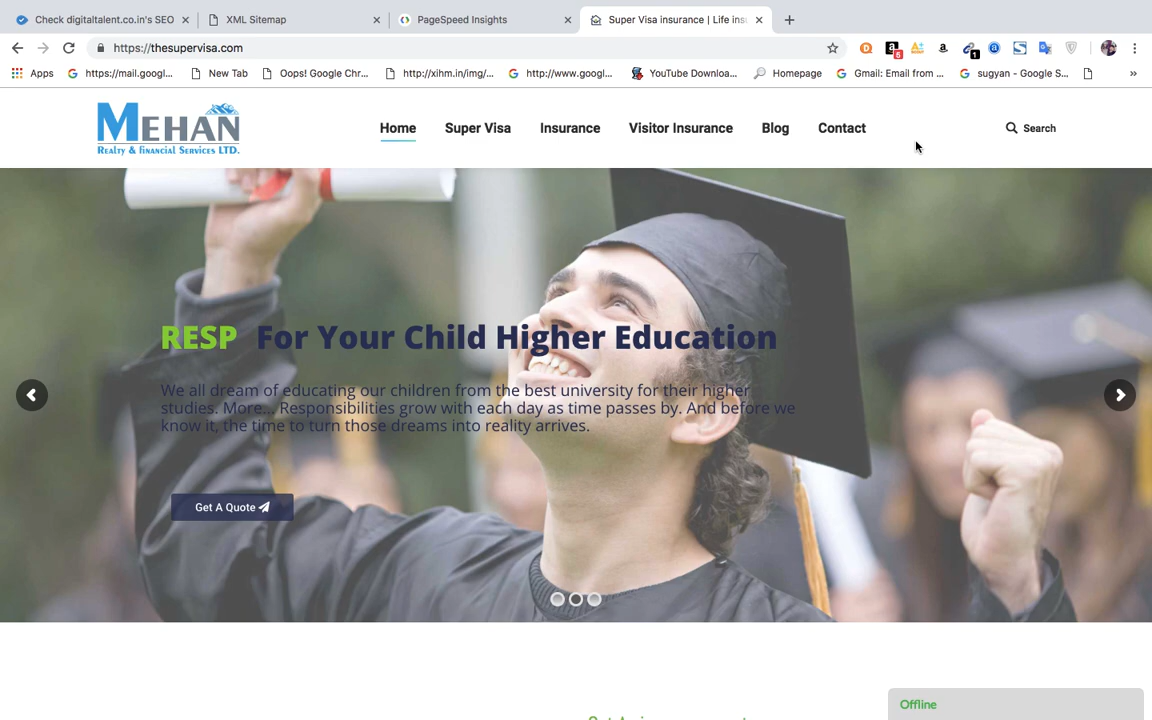 Check digitaltalent.co.in's SEO
XML Sitemap
PageSpeed Insights
Super Visa insurance | Life ins
https://thesupervisa.com
5
1
Apps
https://mail.googl...
New Tab
Oops! Google Chr...
http://xihm.in/img/...
http://www.googl...
YouTube Downloa...
Homepage
Gmail: Email from ...
sugyan - Google S...
MEHAN
REALTY & FINANCIAL SERVICES LTD.
Home
Super Visa
Insurance
Visitor Insurance
Blog
Contact
Search
RESP For Your Child Higher Education
We all dream of educating our children from the best university for their higher
studies. More... Responsibilities grow with each day as time passes by. And before we
know it, the time to turn those dreams into reality arrives.
Get A Quote
Offline